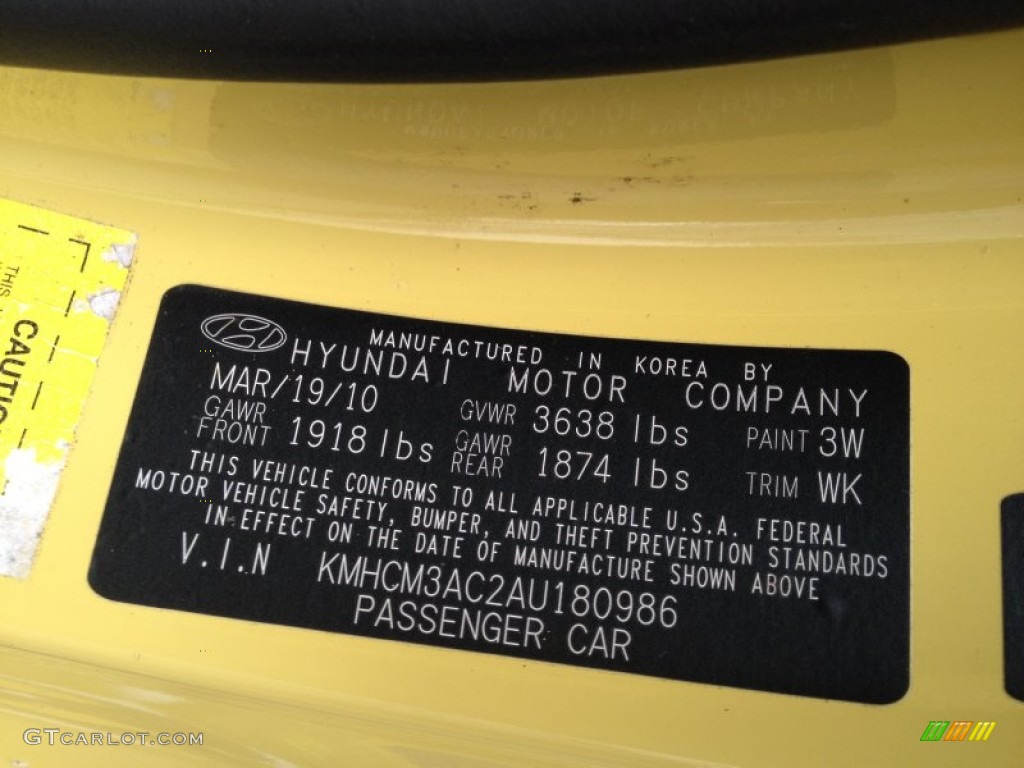 CAUTION
THIS
MANUFACTURED IN KOREA BY
HYUNDAI MOTOR COMPANY
MAR/19/10 GVWR 3638 lbs PAINT 3W
GAWR FRONT 1918 lbs GAWR REAR 1874 lbs TRIM WK
THIS VEHICLE CONFORMS TO ALL APPLICABLE U.S.A. FEDERAL
MOTOR VEHICLE SAFETY, BUMPER, AND THEFT PREVENTION STANDARDS
IN EFFECT ON THE DATE OF MANUFACTURE SHOWN ABOVE
V.I.N KMHCM3AC2AU180986
PASSENGER CAR
GTCARLOT.COM